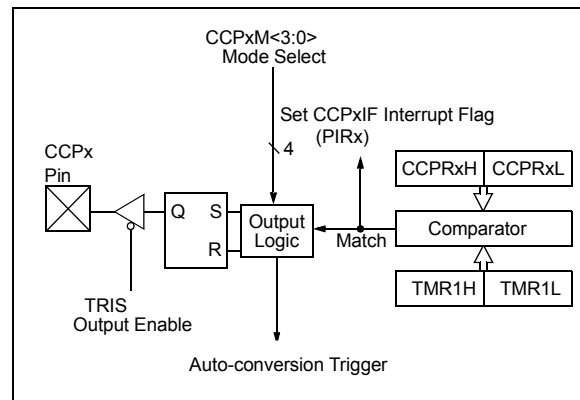 CCPxM<3:0>
Mode Select
Set CCPxIF Interrupt Flag
(PIRx)
4
CCPx
Pin
CCPRxH
CCPRxL
Q
S
R
Output
Logic
Match
Comparator
TMR1H
TMR1L
TRIS
Output Enable
Auto-conversion Trigger